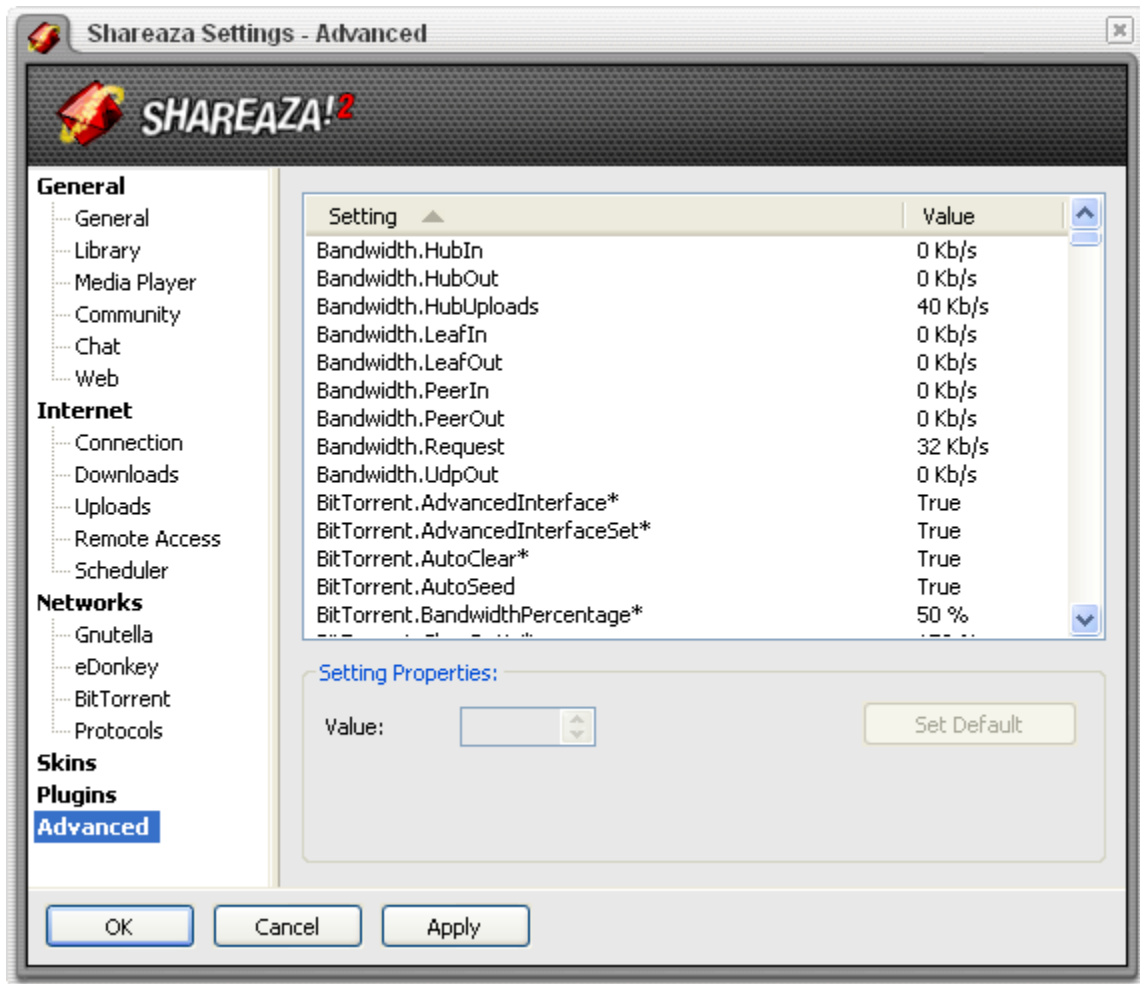 Shareaza Settings - Advanced
SHAREAZA!2
General
General
Library
Media Player
Community
Chat
Web
Internet
Connection
Downloads
Uploads
Remote Access
Scheduler
Networks
Gnutella
eDonkey
BitTorrent
Protocols
Skins
Plugins
Advanced
Setting Value
Bandwidth.HubIn 0 Kb/s
Bandwidth.HubOut 0 Kb/s
Bandwidth.HubUploads 40 Kb/s
Bandwidth.LeafIn 0 Kb/s
Bandwidth.LeafOut 0 Kb/s
Bandwidth.PeerIn 0 Kb/s
Bandwidth.PeerOut 0 Kb/s
Bandwidth.Request 32 Kb/s
Bandwidth.UdpOut 0 Kb/s
BitTorrent.AdvancedInterface* True
BitTorrent.AdvancedInterfaceSet* True
BitTorrent.AutoClear* True
BitTorrent.AutoSeed True
BitTorrent.BandwidthPercentage* 50 %
Setting Properties:
Value:
Set Default
OK Cancel Apply